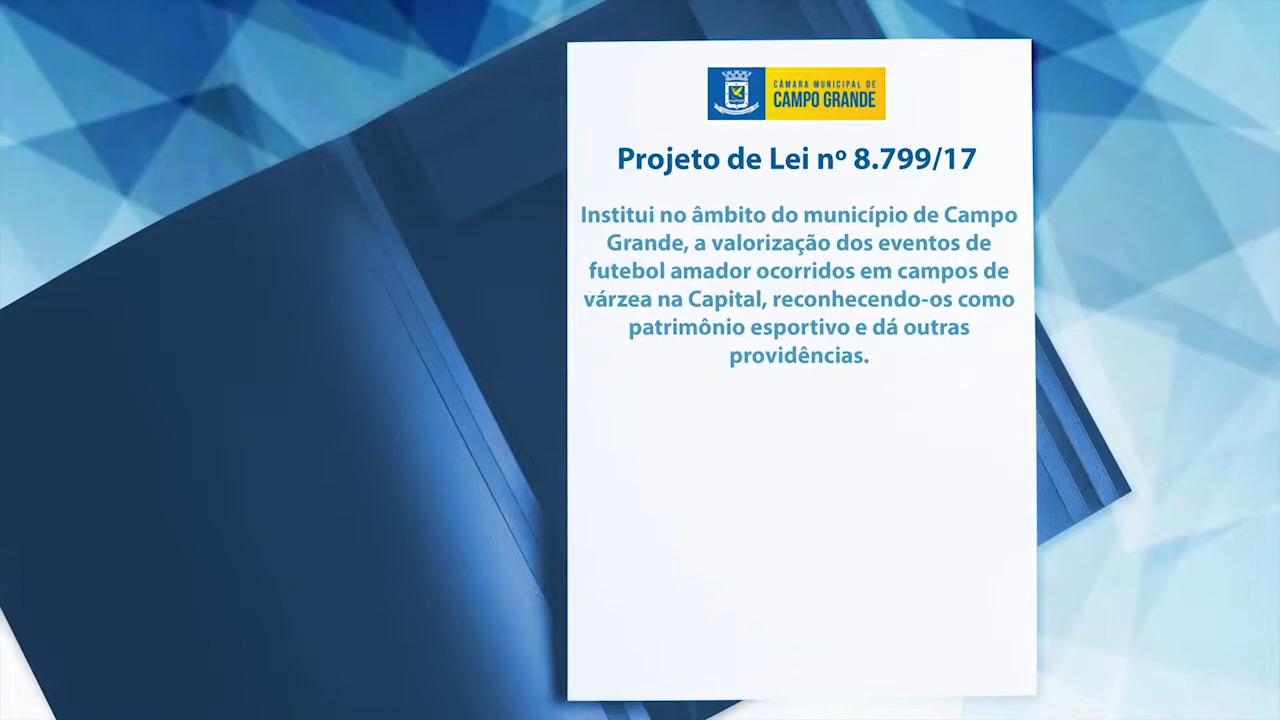 CÂMARA MUNICIPAL DE
CAMPO GRANDE
Projeto de Lei nº 8.799/17
Institui no âmbito do município de Campo
Grande, a valorização dos eventos de
futebol amador ocorridos em campos de
várzea na Capital, reconhecendo-os como
patrimônio esportivo e dá outras
providências.